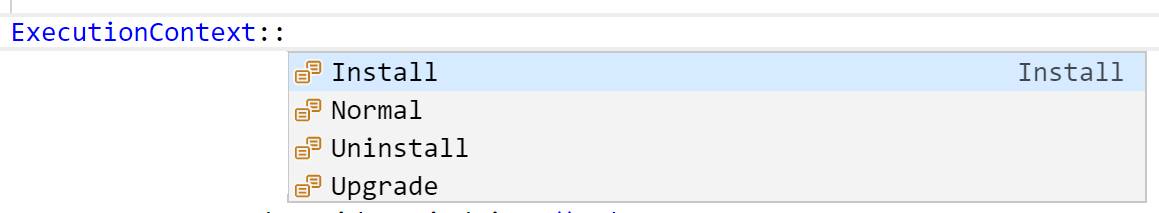 ExecutionContext::
Install Install
Normal
Uninstall
Upgrade